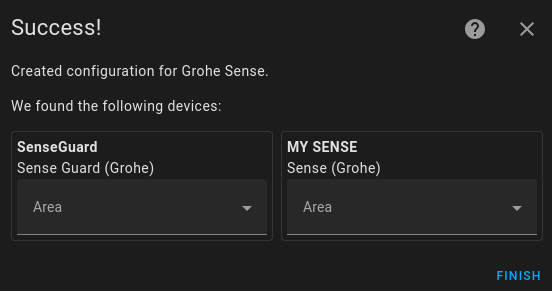 Success!
Created configuration for Grohe Sense.
We found the following devices:
SenseGuard
Sense Guard (Grohe)
Area
MY SENSE
Sense (Grohe)
Area
FINISH